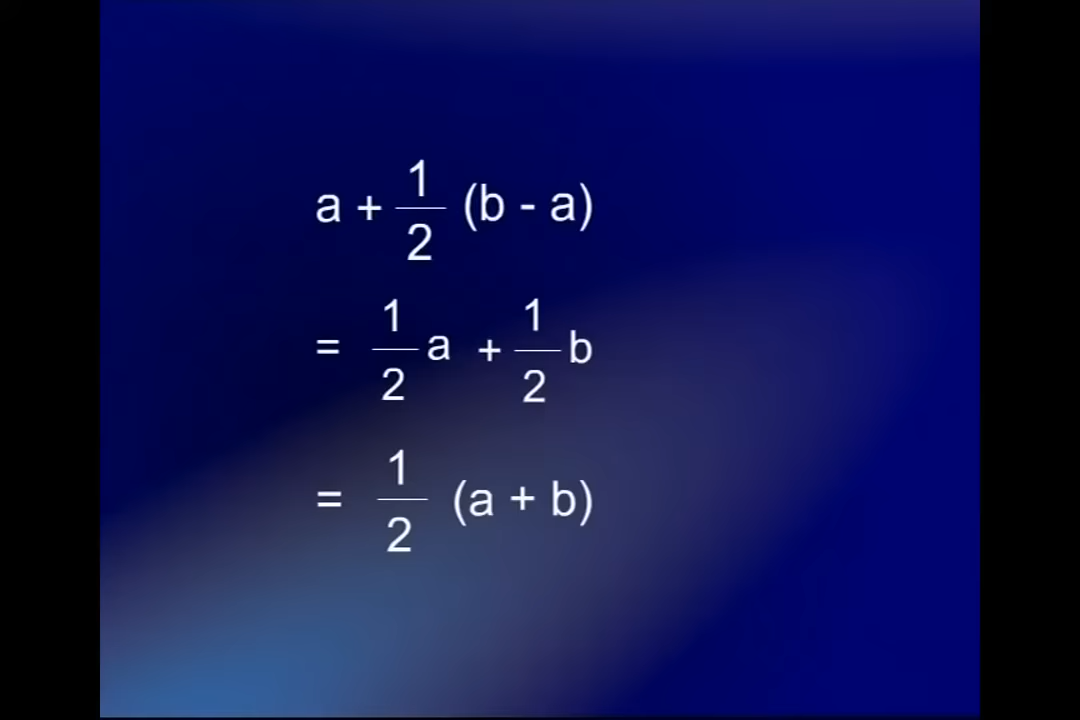 a + 1/2 (b - a)
= 1/2 a + 1/2 b
= 1/2 (a + b)